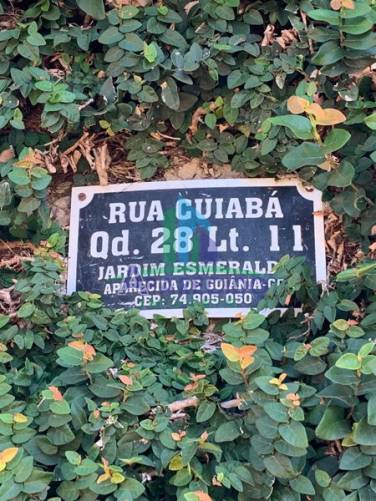 RUA CUIABÁ
Qd. 28 Lt. 11
JARDIM ESMERALD
APARECIDA DE GOIÂNIA-GO
CEP: 74.905-050